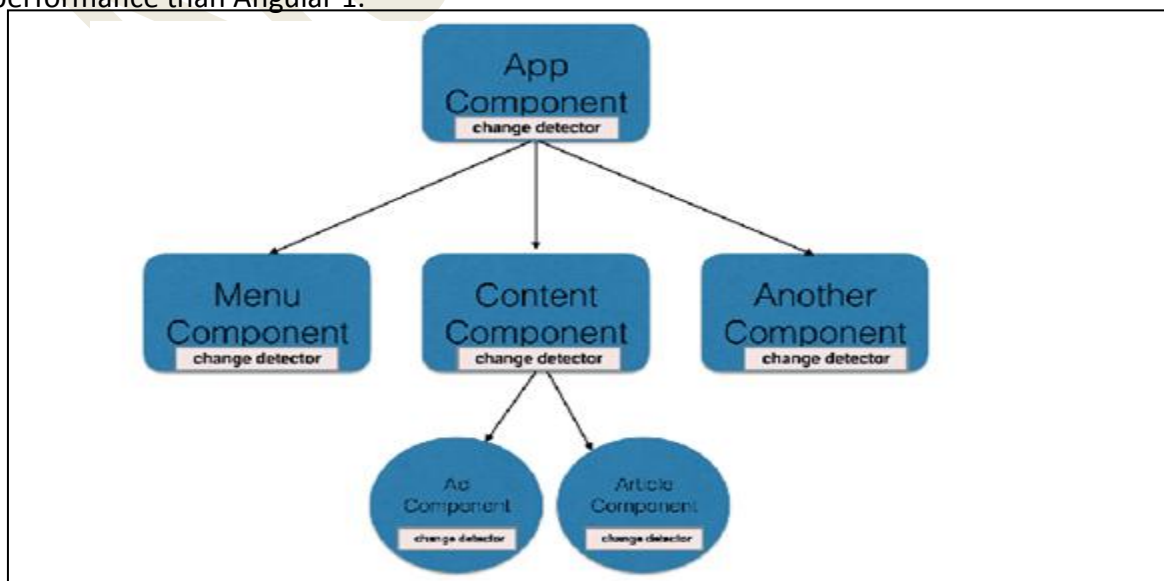 performance than Angular 1.
App
Component
change detector
Menu
Component
change detector
Content
Component
change detector
Another
Component
change detector
Ad
Component
change detector
Article
Component
change detector